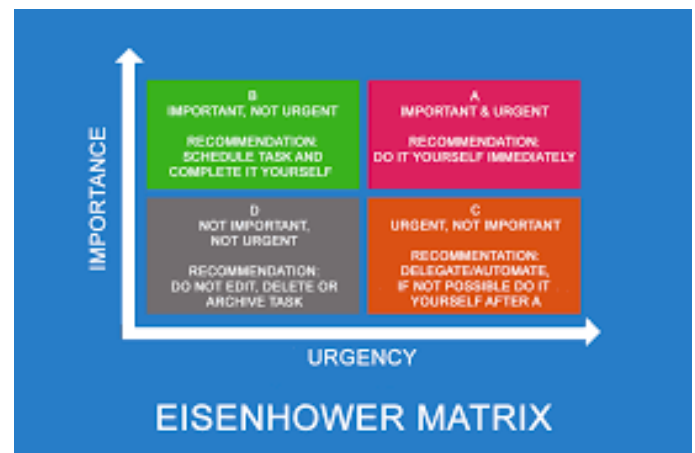 IMPORTANCE
B
IMPORTANT, NOT URGENT
RECOMMENDATION:
SCHEDULE TASK AND
COMPLETE IT YOURSELF
A
IMPORTANT & URGENT
RECOMMENDATION:
DO IT YOURSELF IMMEDIATELY
D
NOT IMPORTANT,
NOT URGENT
RECOMMENDATION:
DO NOT EDIT, DELETE OR
ARCHIVE TASK
C
URGENT, NOT IMPORTANT
RECOMMENTATION:
DELEGATE/AUTOMATE,
IF NOT POSSIBLE DO IT
YOURSELF AFTER A
URGENCY
EISENHOWER MATRIX